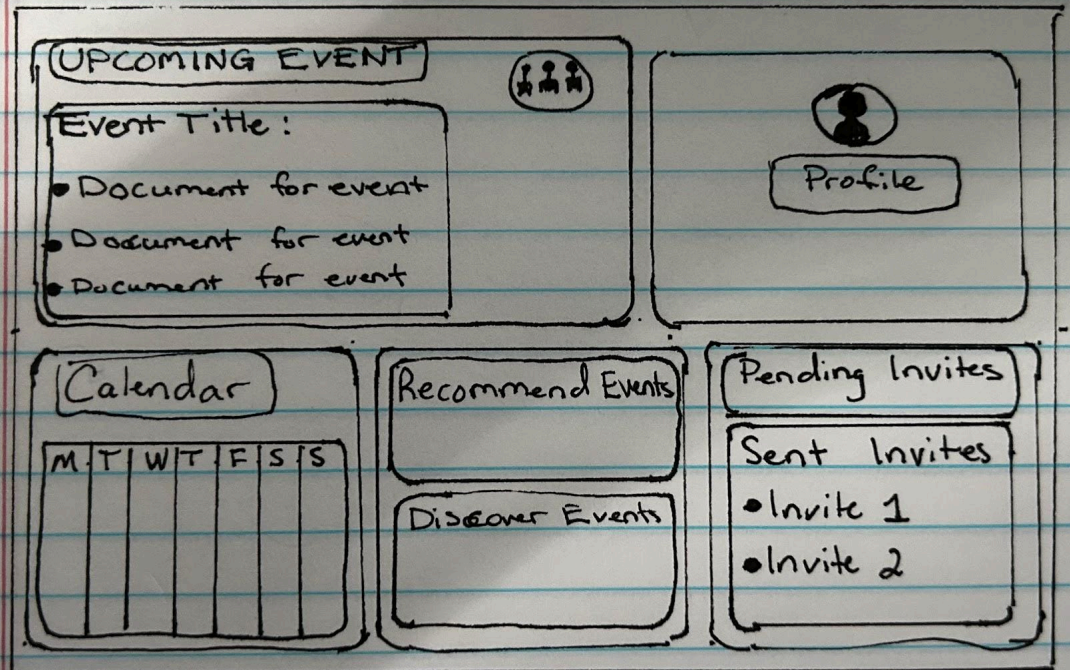 UPCOMING EVENT
Event Title:
• Document for event
• Document for event
• Document for event
Profile
Calendar
M T W T F S S
Recommend Events
Discover Events
Pending Invites
Sent Invites
• Invite 1
• Invite 2